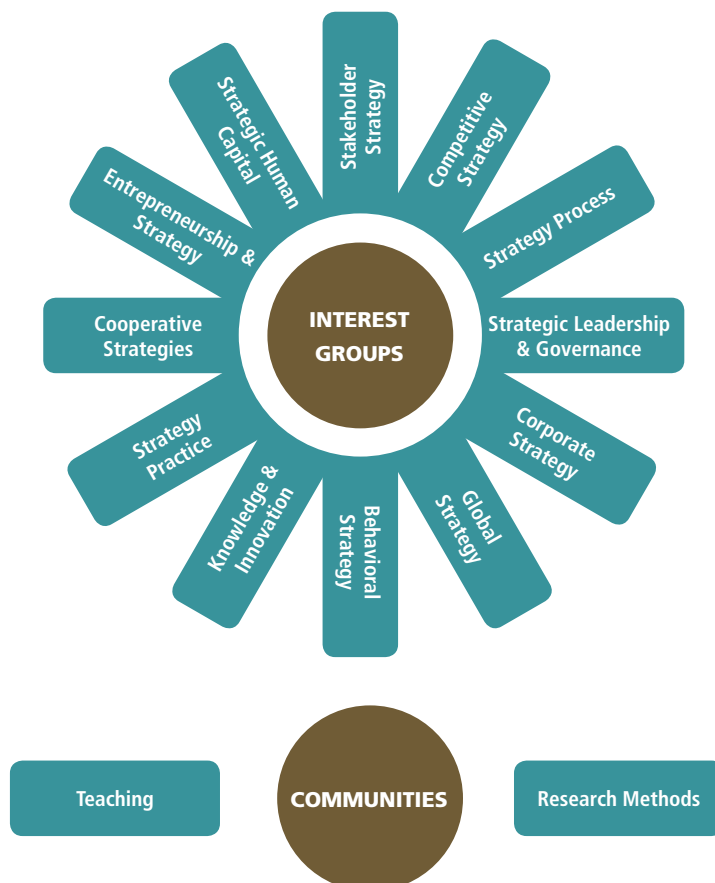 Stakeholder
Strategy
Competitive
Strategy
Strategy Process
Strategic Leadership
& Governance
Corporate
Strategy
Global
Strategy
Behavioral
Strategy
Knowledge &
Innovation
Strategy
Practice
Cooperative
Strategies
Entrepreneurship &
Strategy
Strategic Human
Capital
INTEREST
GROUPS
Teaching
COMMUNITIES
Research Methods